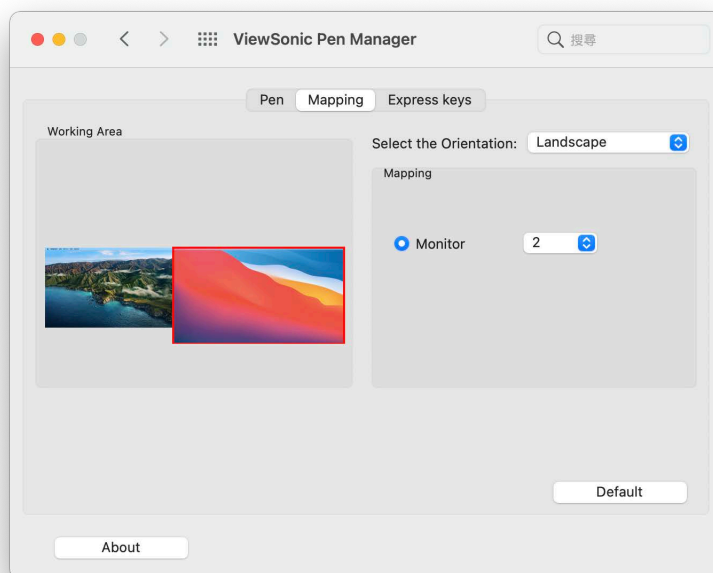 ViewSonic Pen Manager
搜尋
Pen Mapping Express keys
Working Area
Select the Orientation: Landscape
Mapping
Monitor 2
Default
About